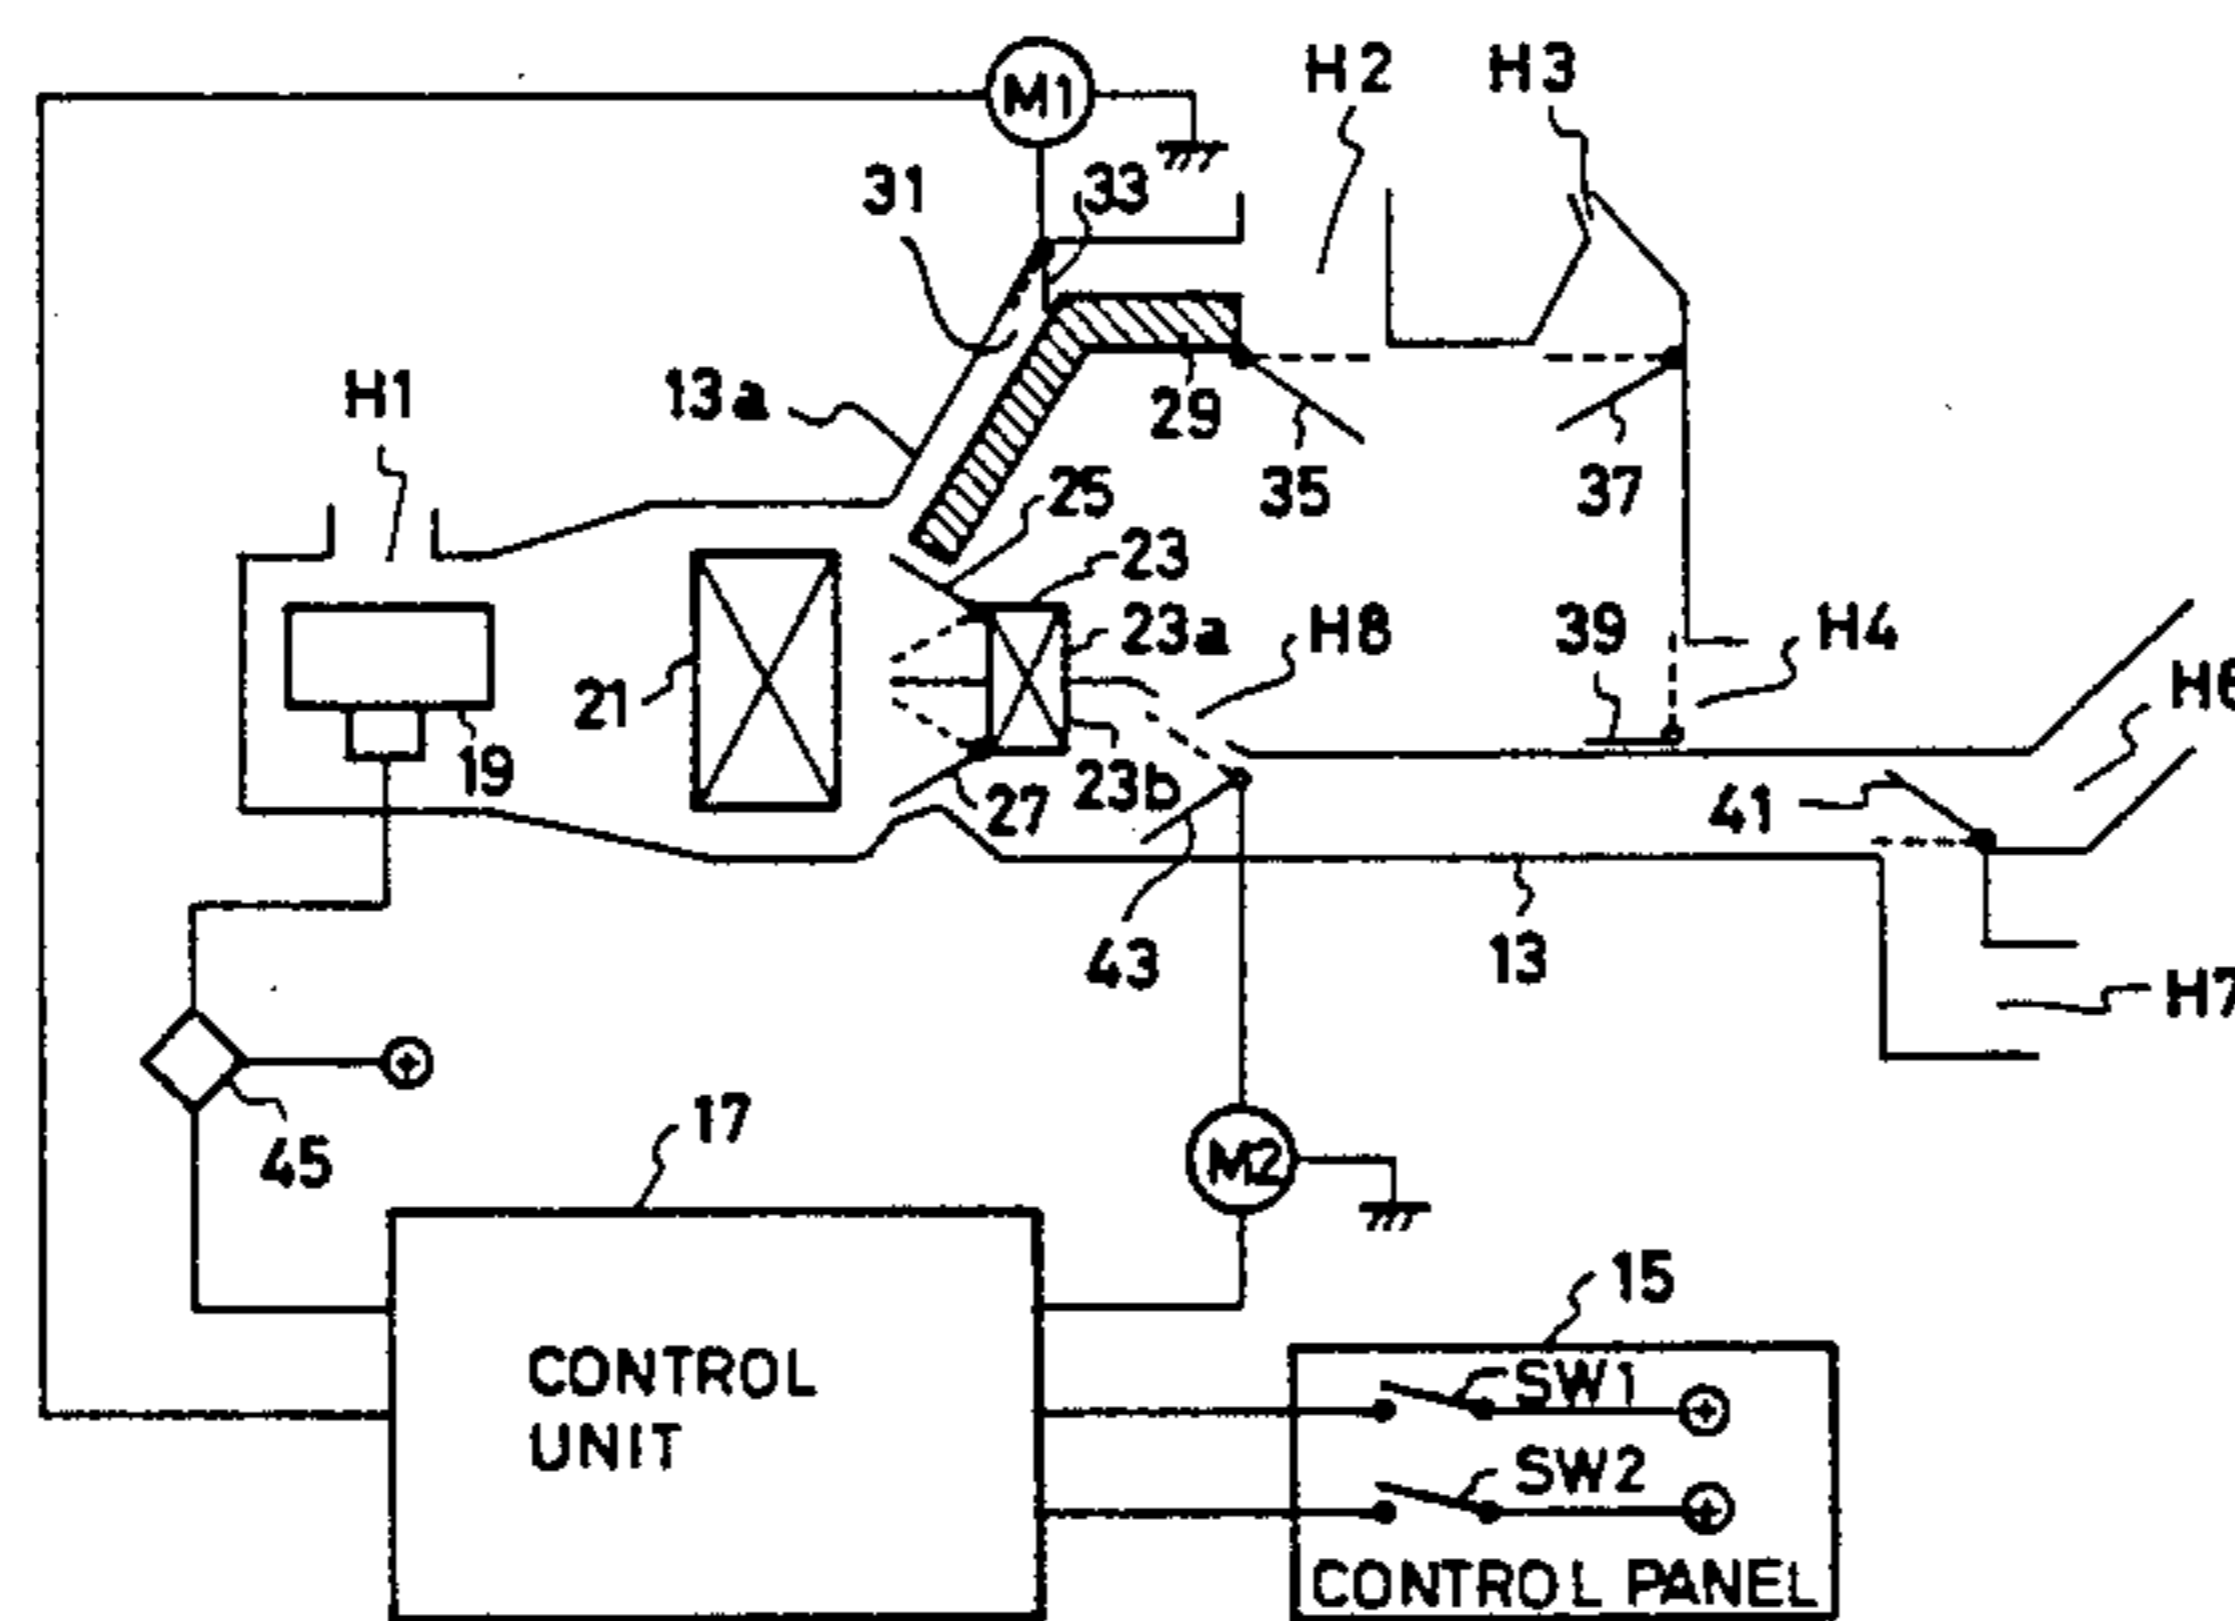 M1
H2
H3
31
33
H1
13a
29
35
37
25
23
23a
H8
39
H4
21
H6
19
27
23b
41
43
13
H7
45
17
M2
15
CONTROL
UNIT
SW1
SW2
CONTROL PANEL